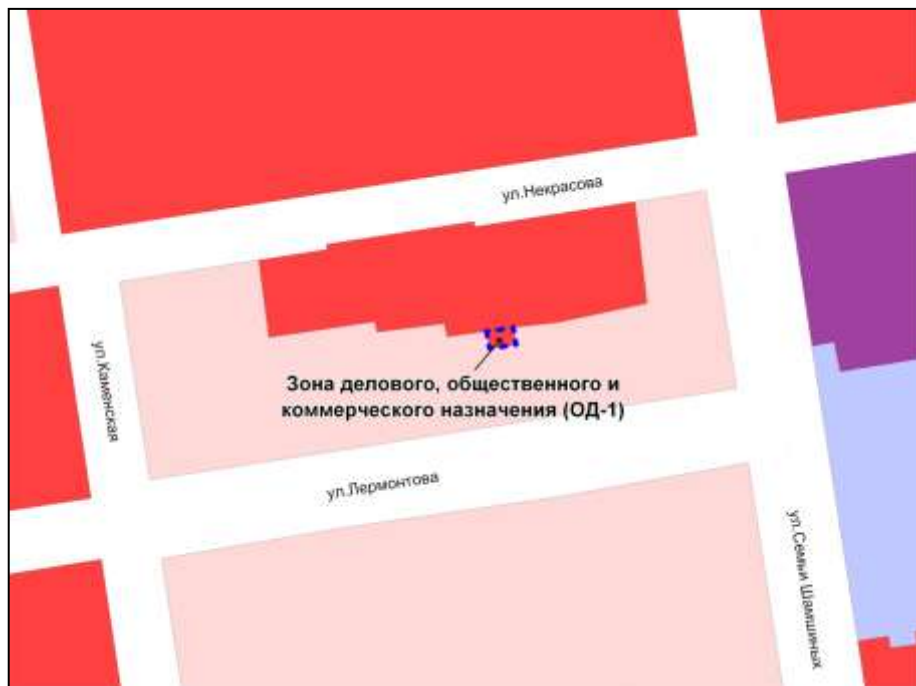 ул.Некрасова
ул.Каменская
Зона делового, общественного и
коммерческого назначения (ОД-1)
ул.Лермонтова
ул.Семьи Шамшиных